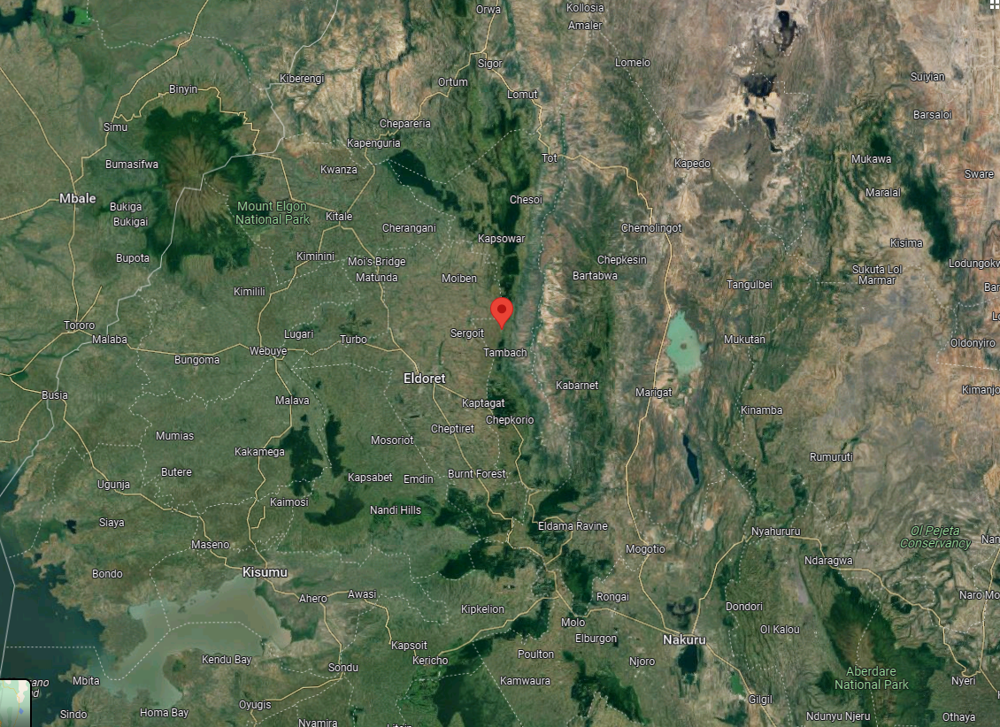 Orwa
Kollosia
Amaler
Sigor
Lomelo
Kiberengi
Ortum
Suiyian
Binyin
Lomut
Barsaloi
Simu
Chepareria
Kapenguria
Tot
Mukawa
Bumasifwa
Kwanza
Kapedo
Sware
Mbale
Chesoi
Maralal
Bukiga
Mount Elgon
National Park
Kitale
Bukigai
Cherangani
Chemolingot
Kapsowar
Kisima
Bupota
Kiminini
Moi's Bridge
Chepkesin
Lodungokw
Matunda
Moiben
Bartabwa
Sukuta Lol
Marmar
Kimilili
Tangulbei
Bar
Tororo
Malaba
Lugari
Turbo
Sergoit
Mukutan
Oldonyiro
Webuye
Tambach
Bungoma
Eldoret
Kabarnet
Marigat
Kimanjo
Busia
Malava
Kaptagat
Kinamba
Chepkorio
Mumias
Cheptiret
Mosoriot
Kakamega
Rumuruti
Butere
Burnt Forest
Ugunja
Kapsabet
Emdin
Kaimosi
Nandi Hills
Siaya
Eldama Ravine
Nyahururu
Ol Pejeta
Conservancy
Nan
Maseno
Mogotio
Ndaragwa
Bondo
Kisumu
Ahero
Awasi
Rongai
Naro Mo
Kipkelion
Dondori
Molo
Ol Kalou
Elburgon
Nakuru
Kapsoit
Kendu Bay
Kericho
Poulton
Njoro
Sondu
Mbita
Kamwaura
Aberdare
National Park
Nyeri
Gilgil
Oyugis
Sindo
Homa Bay
Nyamira
Ndunyu Njeru
Othaya